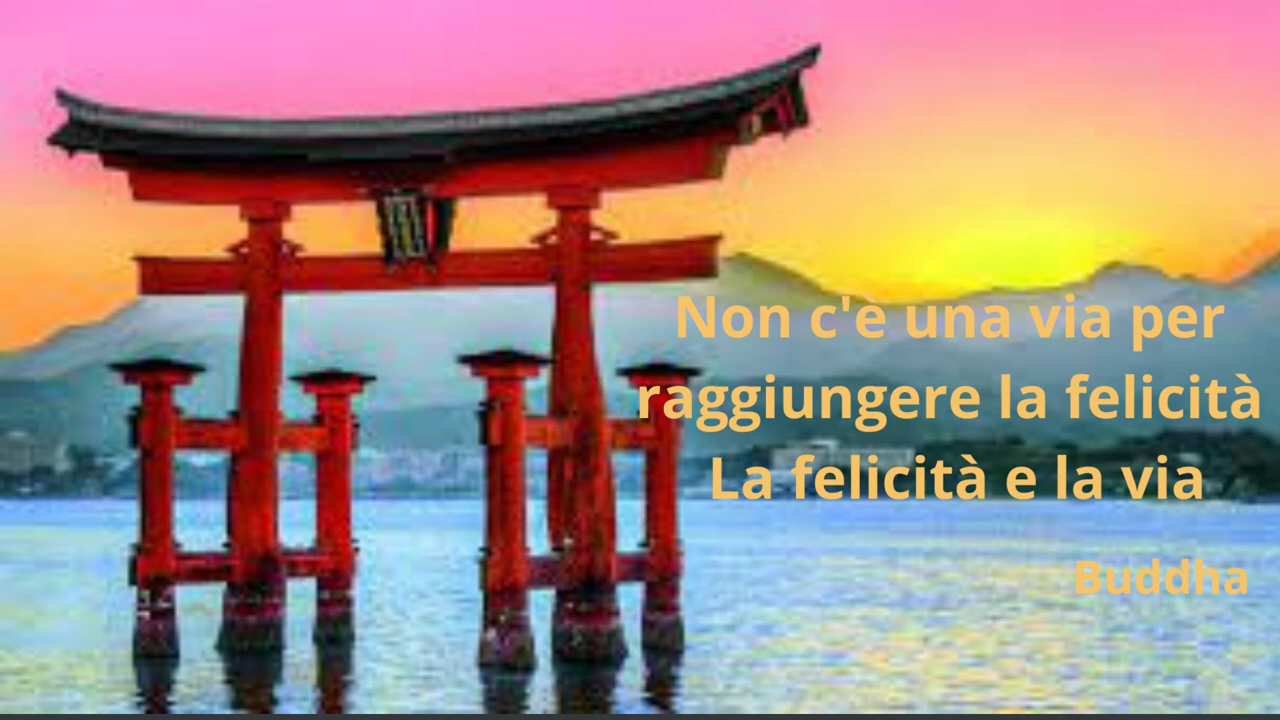 Non c'è una via per
raggiungere la felicità
La felicità e la via
Buddha